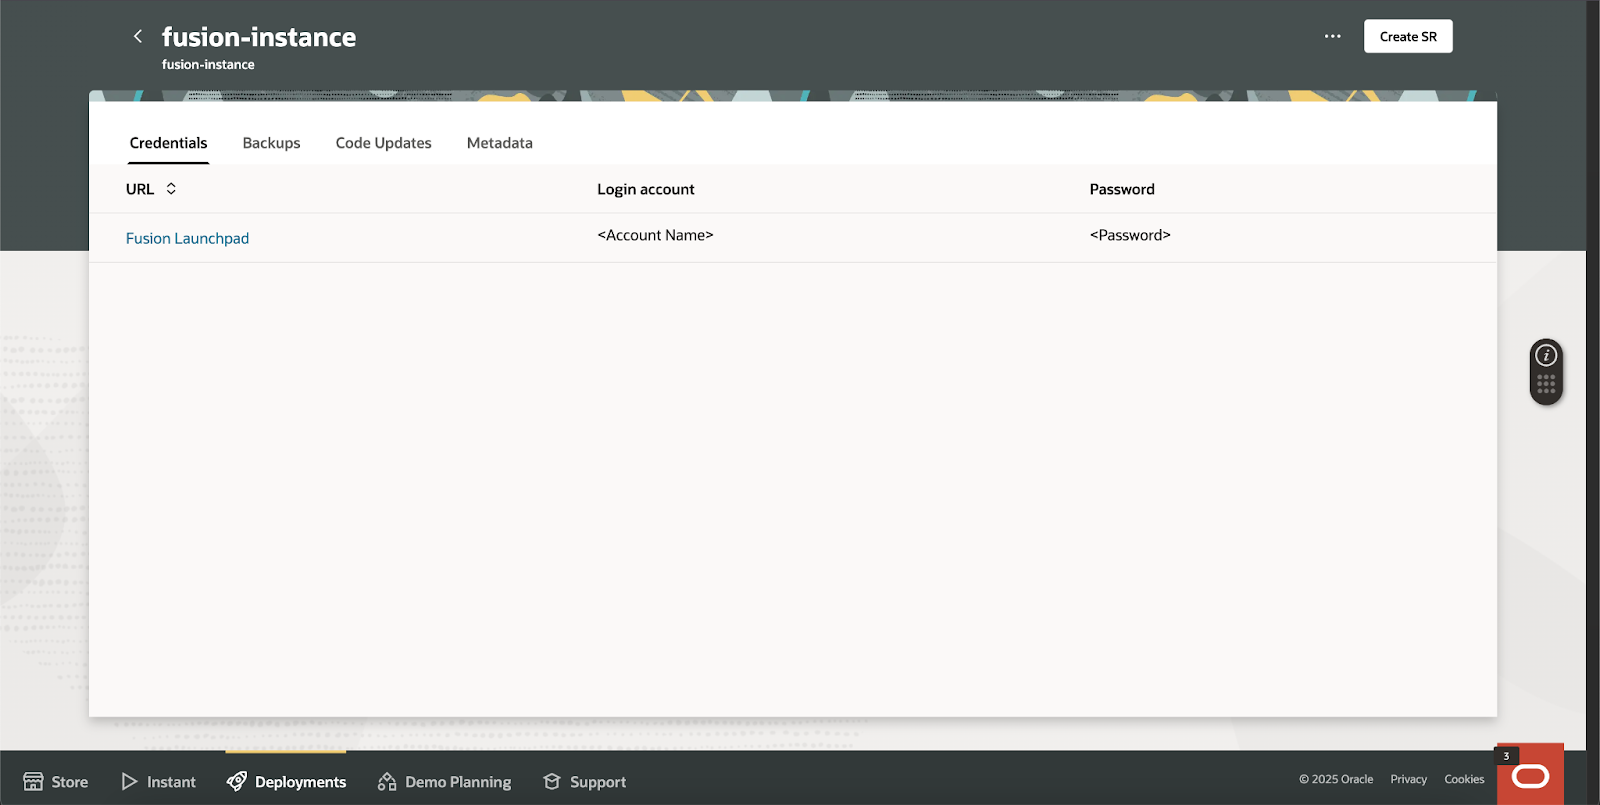 fusion-instance
fusion-instance
Create SR
Credentials Backups Code Updates Metadata
URL Login account Password
Fusion Launchpad <Account Name> <Password>
Store Instant Deployments Demo Planning Support
© 2025 Oracle Privacy Cookies
3